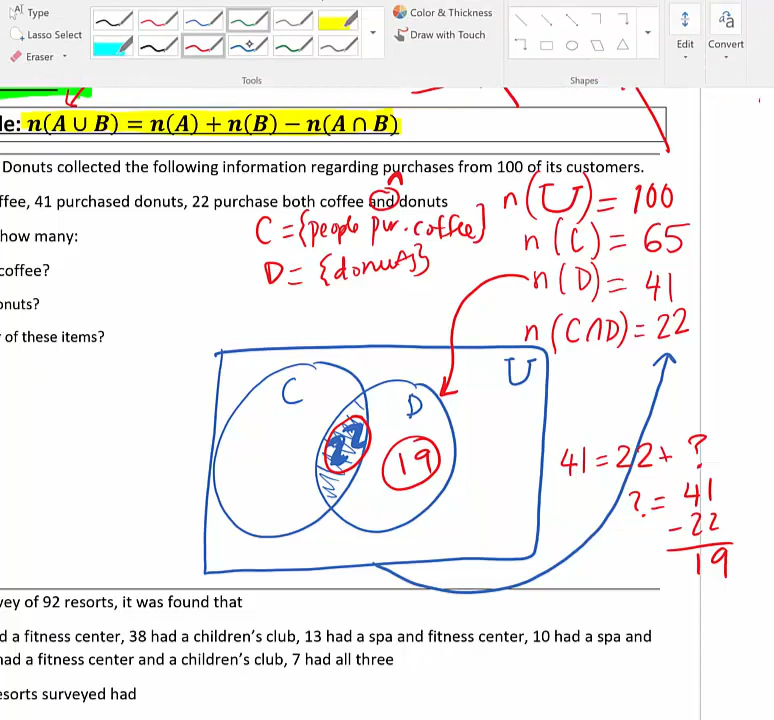 Type
Lasso Select
Eraser
Color & Thickness
Draw with Touch
Edit
Convert
Tools
Shapes
le: n(A ∪ B) = n(A) + n(B) − n(A ∩ B)
Donuts collected the following information regarding purchases from 100 of its customers.
ffee, 41 purchased donuts, 22 purchase both coffee and donuts
how many:
coffee?
onuts?
of these items?
C = {people pur. coffee}
D = {donuts}
n(U) = 100
n(C) = 65
n(D) = 41
n(C∩D) = 22
C
D
U
22
19
41 = 22 + ?
? = 41
- 22
19
vey of 92 resorts, it was found that
d a fitness center, 38 had a children's club, 13 had a spa and fitness center, 10 had a spa and
had a fitness center and a children's club, 7 had all three
esorts surveyed had